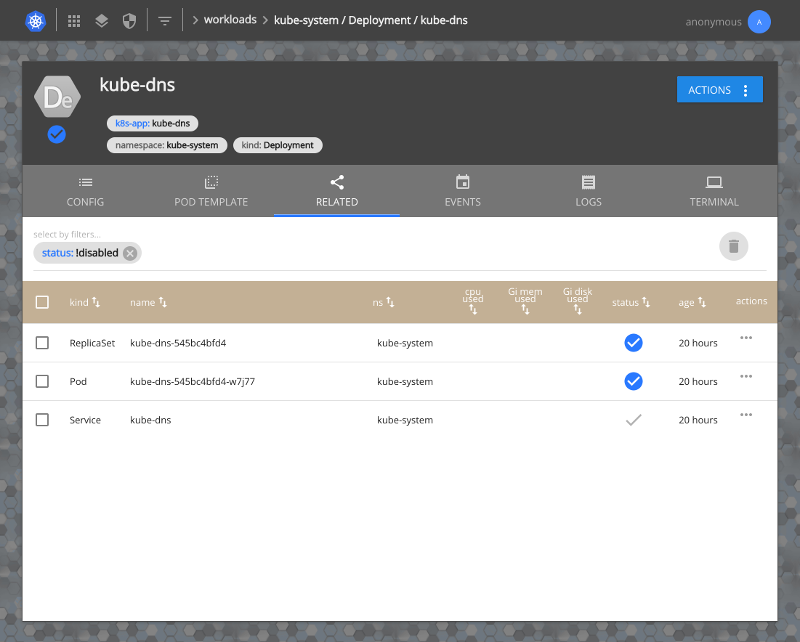 workloads kube-system / Deployment / kube-dns
anonymous A
De
kube-dns
ACTIONS
k8s-app: kube-dns
namespace: kube-system kind: Deployment
CONFIG POD TEMPLATE RELATED EVENTS LOGS TERMINAL
select by filters...
status: !disabled
kind name ns cpu used Gi mem used Gi disk used status age actions
ReplicaSet kube-dns-545bc4bfd4 kube-system 20 hours
Pod kube-dns-545bc4bfd4-w7j77 kube-system 20 hours
Service kube-dns kube-system 20 hours